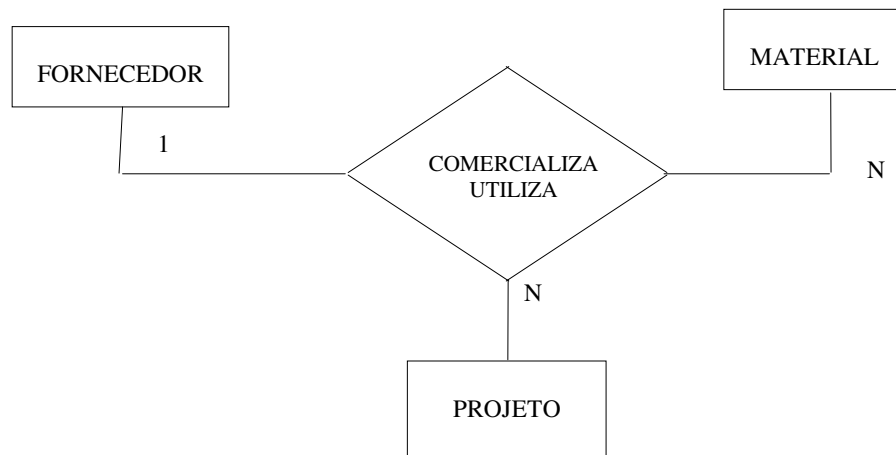 FORNECEDOR
MATERIAL
1
COMERCIALIZA
UTILIZA
N
N
PROJETO